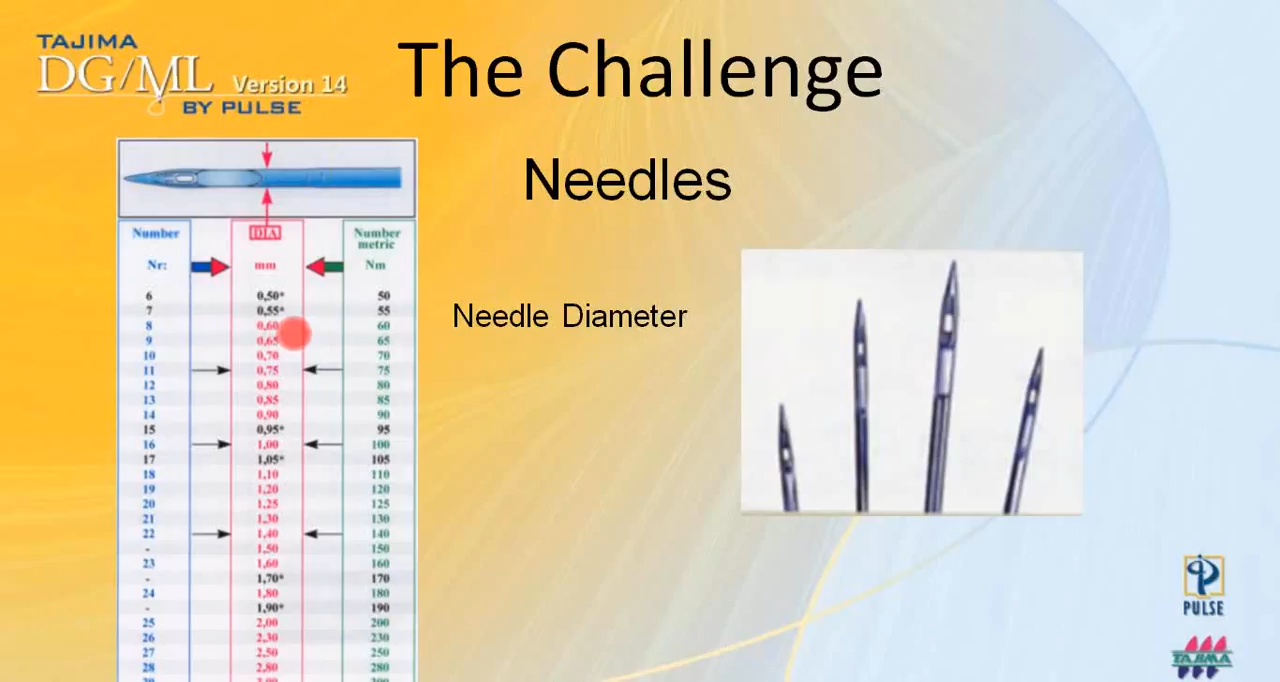 TAJIMA
DG/ML Version 14
BY PULSE
The Challenge
Needles
Needle Diameter
Number DIA Number
metric
Nr: mm Nm
6 0,50* 50
7 0,55* 55
8 0,60 60
9 0,65 65
10 0,70 70
11 0,75 75
12 0,80 80
13 0,85 85
14 0,90 90
15 0,95* 95
16 1,00 100
17 1,05* 105
18 1,10 110
19 1,20 120
20 1,25 125
21 1,30 130
22 1,40 140
- 1,50 150
23 1,60 160
- 1,70* 170
24 1,80 180
- 1,90* 190
25 2,00 200
26 2,30 230
27 2,50 250
28 2,80 280
PULSE
TAJIMA